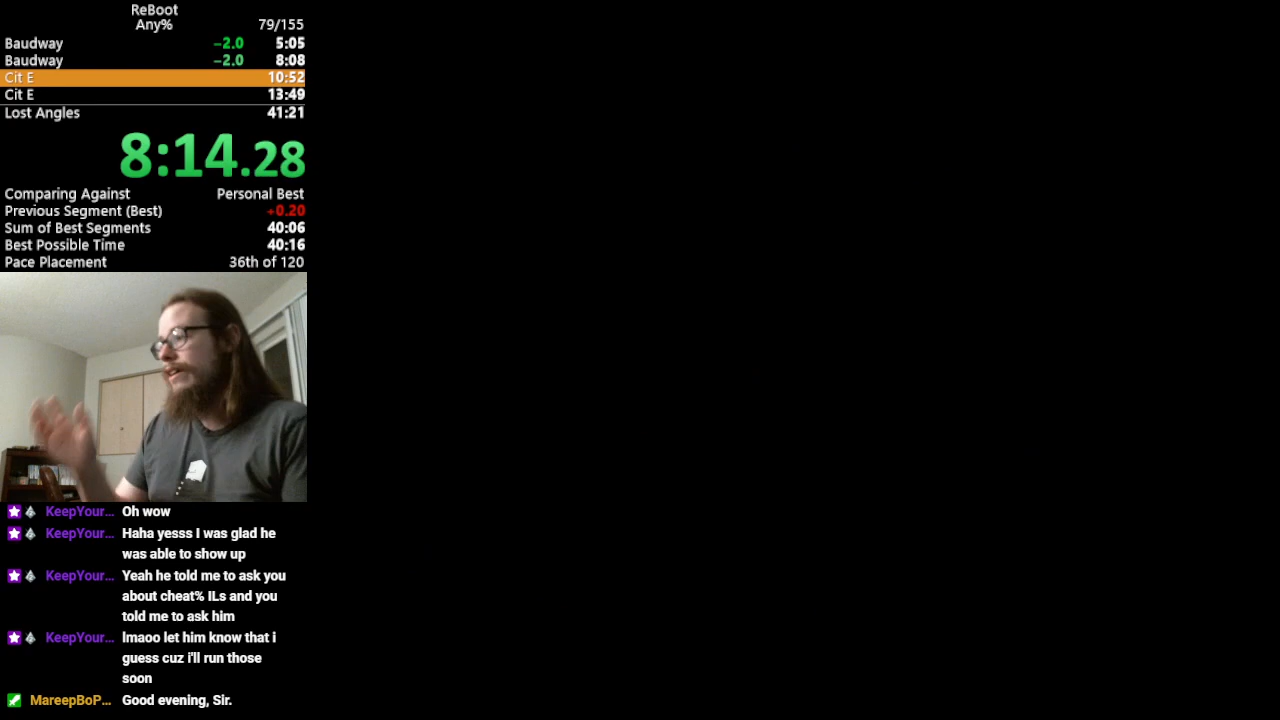 ReBoot
Any% 79/155
Baudway −2.0 5:05
Baudway −2.0 8:08
Cit E 10:52
Cit E 13:49
Lost Angles 41:21
8:14.28
Comparing Against Personal Best
Previous Segment (Best) +0.20
Sum of Best Segments 40:06
Best Possible Time 40:16
Pace Placement 36th of 120
KeepYour... Oh wow
KeepYour... Haha yesss I was glad he
was able to show up
KeepYour... Yeah he told me to ask you
about cheat% ILs and you
told me to ask him
KeepYour... lmaoo let him know that i
guess cuz i'll run those
soon
MareepBoP... Good evening, Sir.